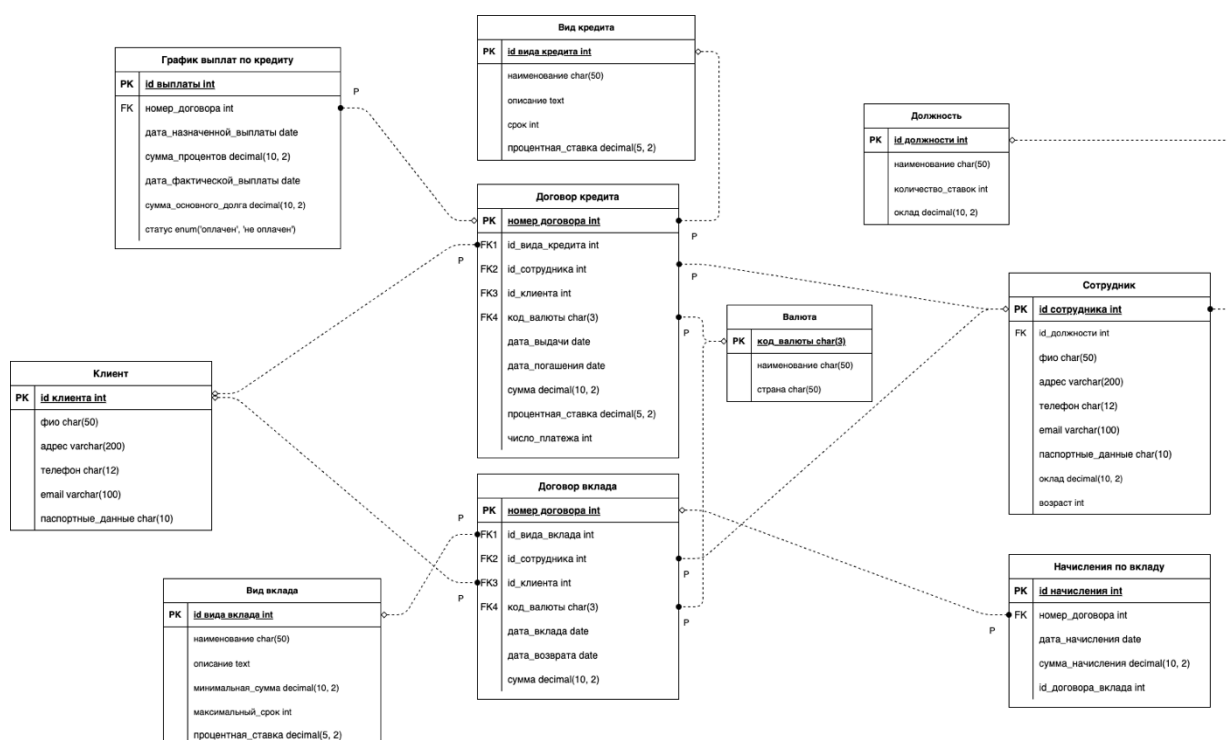 Вид кредита
PK id вида кредита int
наименование char(50)
описание text
срок int
процентная_ставка decimal(5, 2)
График выплат по кредиту
PK id выплаты int
FK номер_договора int
дата_назначенной_выплаты date
сумма_процентов decimal(10, 2)
дата_фактической_выплаты date
сумма_основного_долга decimal(10, 2)
статус enum('оплачен', 'не оплачен')
P
Должность
PK id должности int
наименование char(50)
количество_ставок int
оклад decimal(10, 2)
Договор кредита
PK номер договора int
FK1 id_вида_кредита int
FK2 id_сотрудника int
FK3 id_клиента int
FK4 код_валюты char(3)
дата_выдачи date
дата_погашения date
сумма decimal(10, 2)
процентная_ставка decimal(5, 2)
число_платежа int
P
P
P
P
Валюта
PK код_валюты char(3)
наименование char(50)
страна char(50)
Сотрудник
PK id сотрудника int
FK id_должности int
фио char(50)
адрес varchar(200)
телефон char(12)
email varchar(100)
паспортные_данные char(10)
оклад decimal(10, 2)
возраст int
Клиент
PK id клиента int
фио char(50)
адрес varchar(200)
телефон char(12)
email varchar(100)
паспортные_данные char(10)
Договор вклада
PK номер договора int
FK1 id_вида_вклада int
FK2 id_сотрудника int
FK3 id_клиента int
FK4 код_валюты char(3)
дата_вклада date
дата_возврата date
сумма decimal(10, 2)
P
P
P
P
Вид вклада
PK id вида вклада int
наименование char(50)
описание text
минимальная_сумма decimal(10, 2)
максимальный_срок int
процентная_ставка decimal(5, 2)
Начисления по вкладу
PK id начисления int
FK номер_договора int
дата_начисления date
сумма_начисления decimal(10, 2)
id_договора_вклада int
P